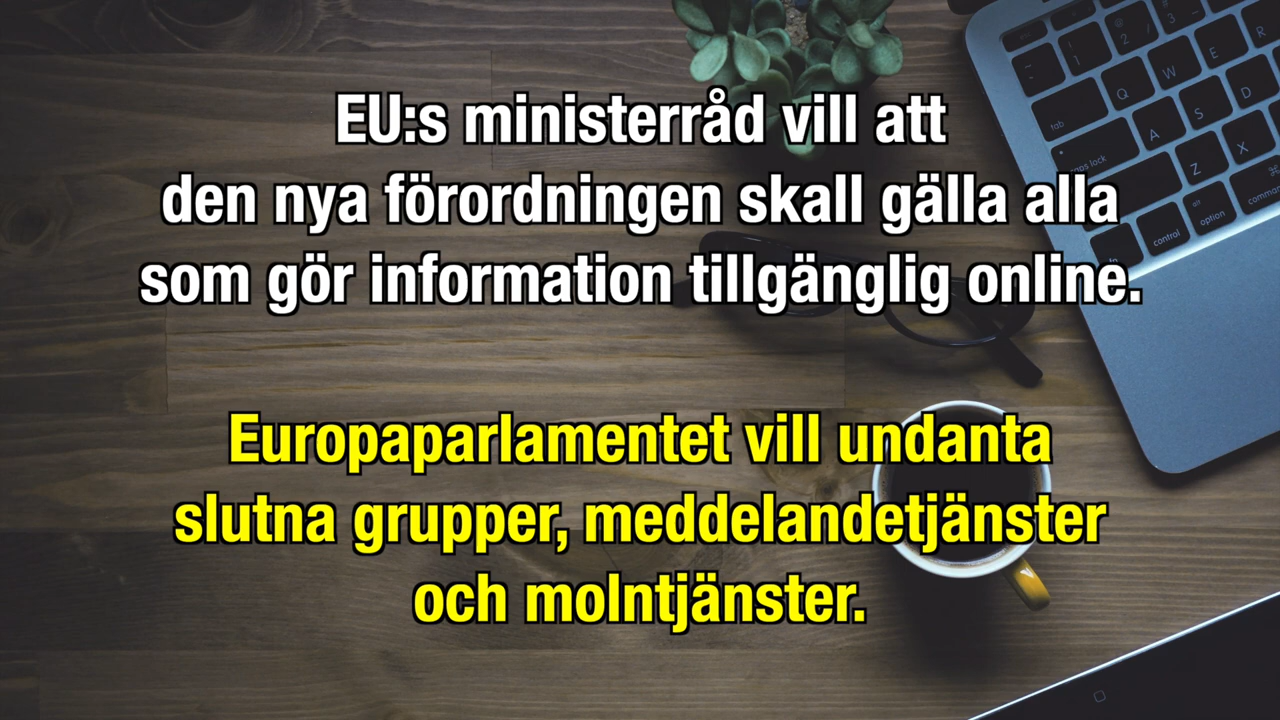 EU:s ministerråd vill att
den nya förordningen skall gälla alla
som gör information tillgänglig online.
Europaparlamentet vill undanta
slutna grupper, meddelandetjänster
och molntjänster.